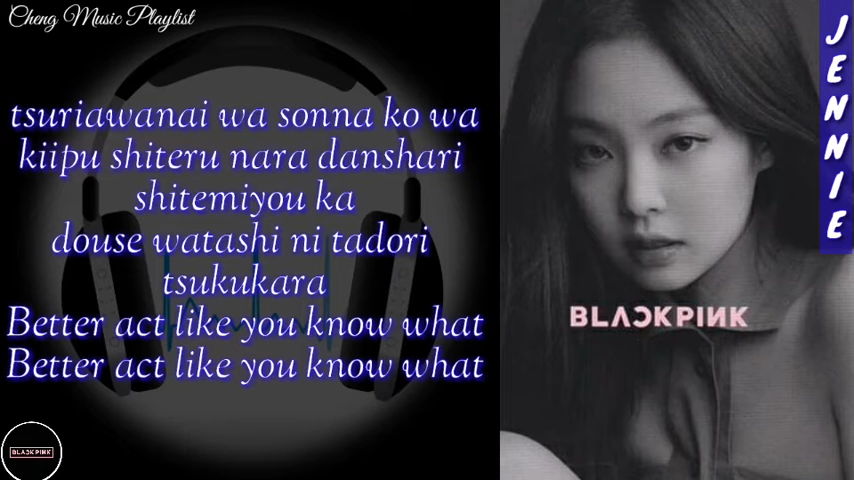 Cheng Music Playlist
tsuriawanai wa sonna ko wa
kiipu shiteru nara danshari
shitemiyou ka
douse watashi ni tadori
tsukukara
Better act like you know what
Better act like you know what
BLACKPINK
JENNIE
BLACKPINK